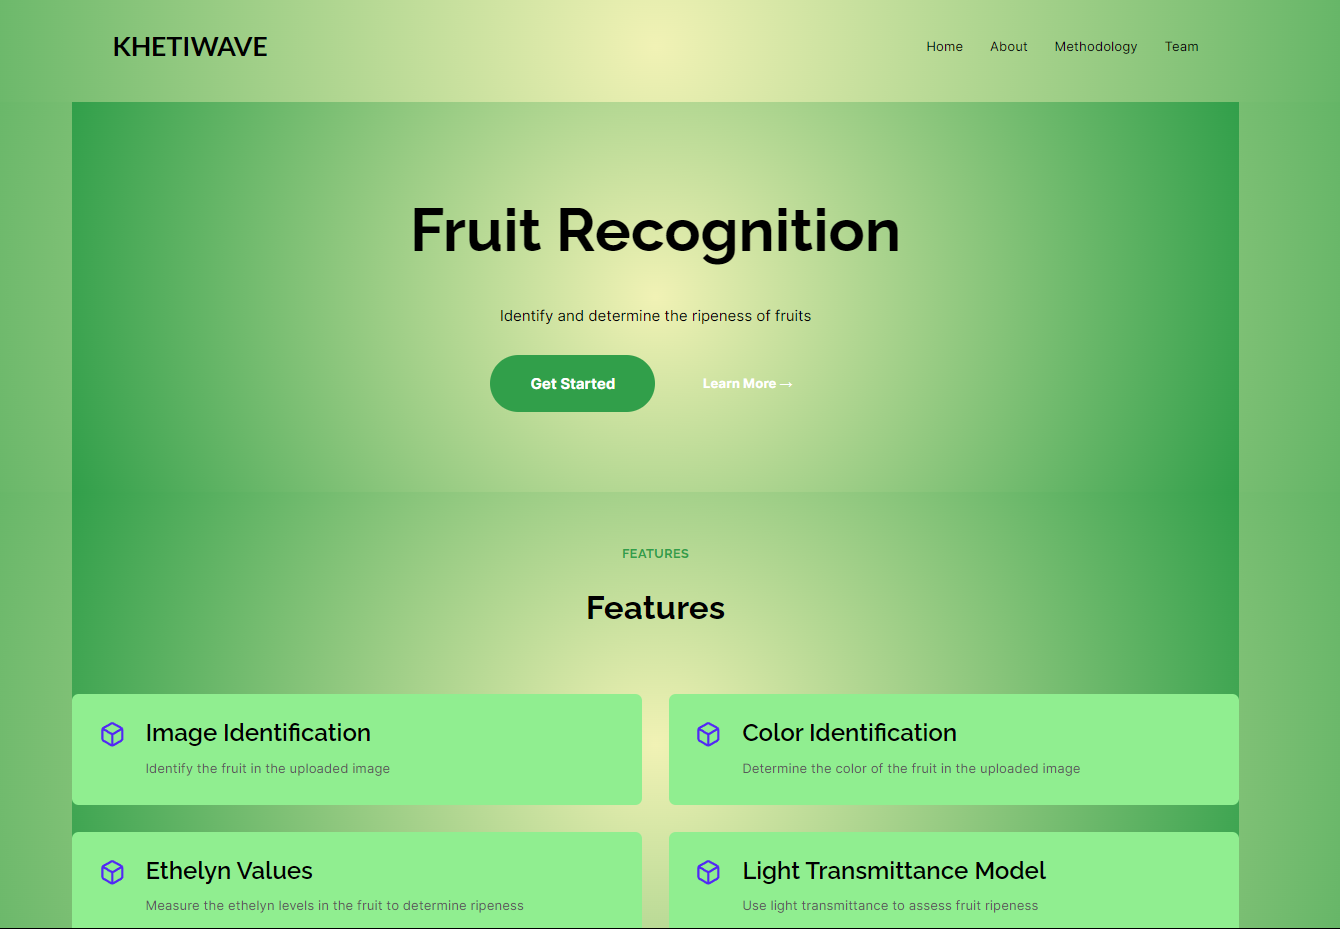 KHETIWAVE
Home About Methodology Team
Fruit Recognition
Identify and determine the ripeness of fruits
Get Started Learn More →
FEATURES
Features
Image Identification
Identify the fruit in the uploaded image
Color Identification
Determine the color of the fruit in the uploaded image
Ethelyn Values
Measure the ethelyn levels in the fruit to determine ripeness
Light Transmittance Model
Use light transmittance to assess fruit ripeness